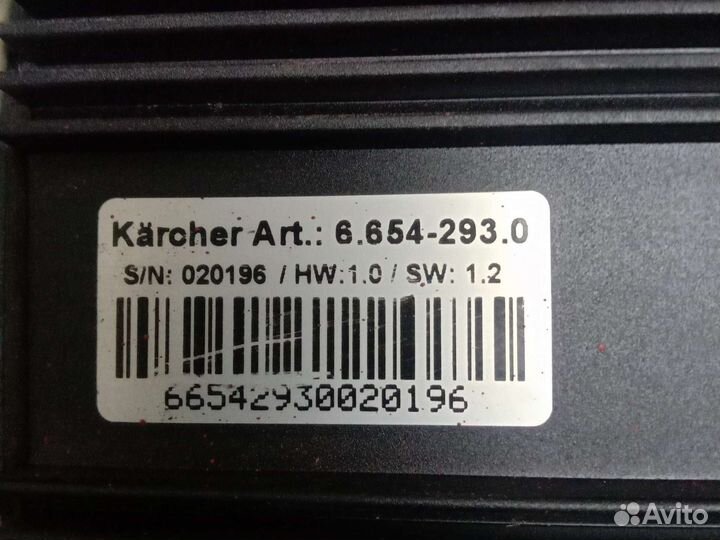 Kärcher Art.: 6.654-293.0
S/N: 020196 / HW:1.0 / SW: 1.2
66542930020196
Avito